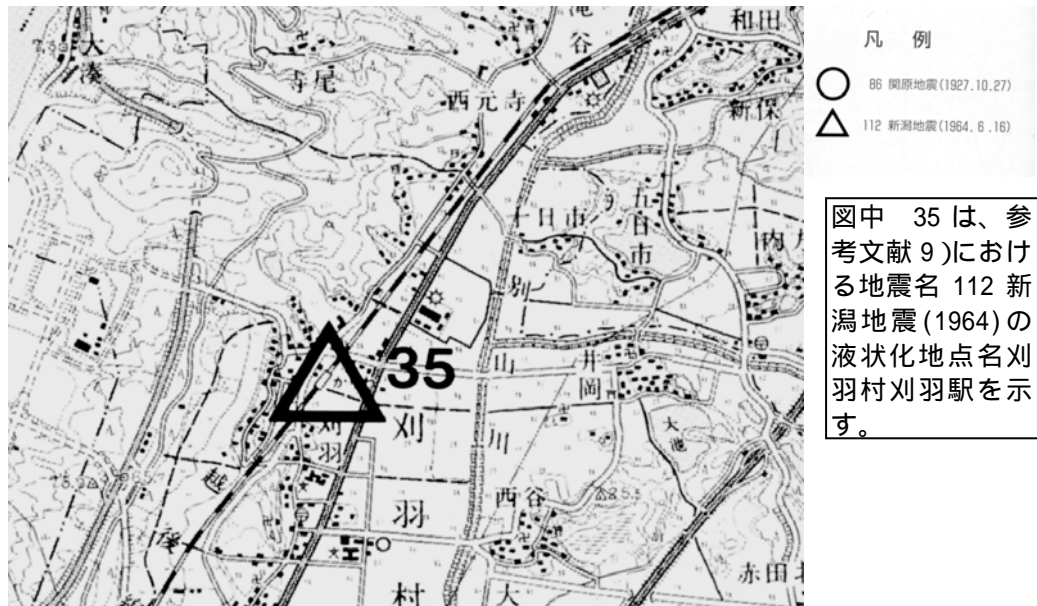 滝
谷
和田
大
湊
寺尾
西元寺
新保
十日市
五日市
内
別
山
川
井岡
35
刈羽
刈
羽
村
越
大池
西谷
赤田
大
凡 例
86 関原地震(1927.10.27)
112 新潟地震(1964. 6 .16)
図中 35 は、参
考文献 9)におけ
る地震名 112 新
潟地震(1964)の
液状化地点名刈
羽村刈羽駅を示
す。